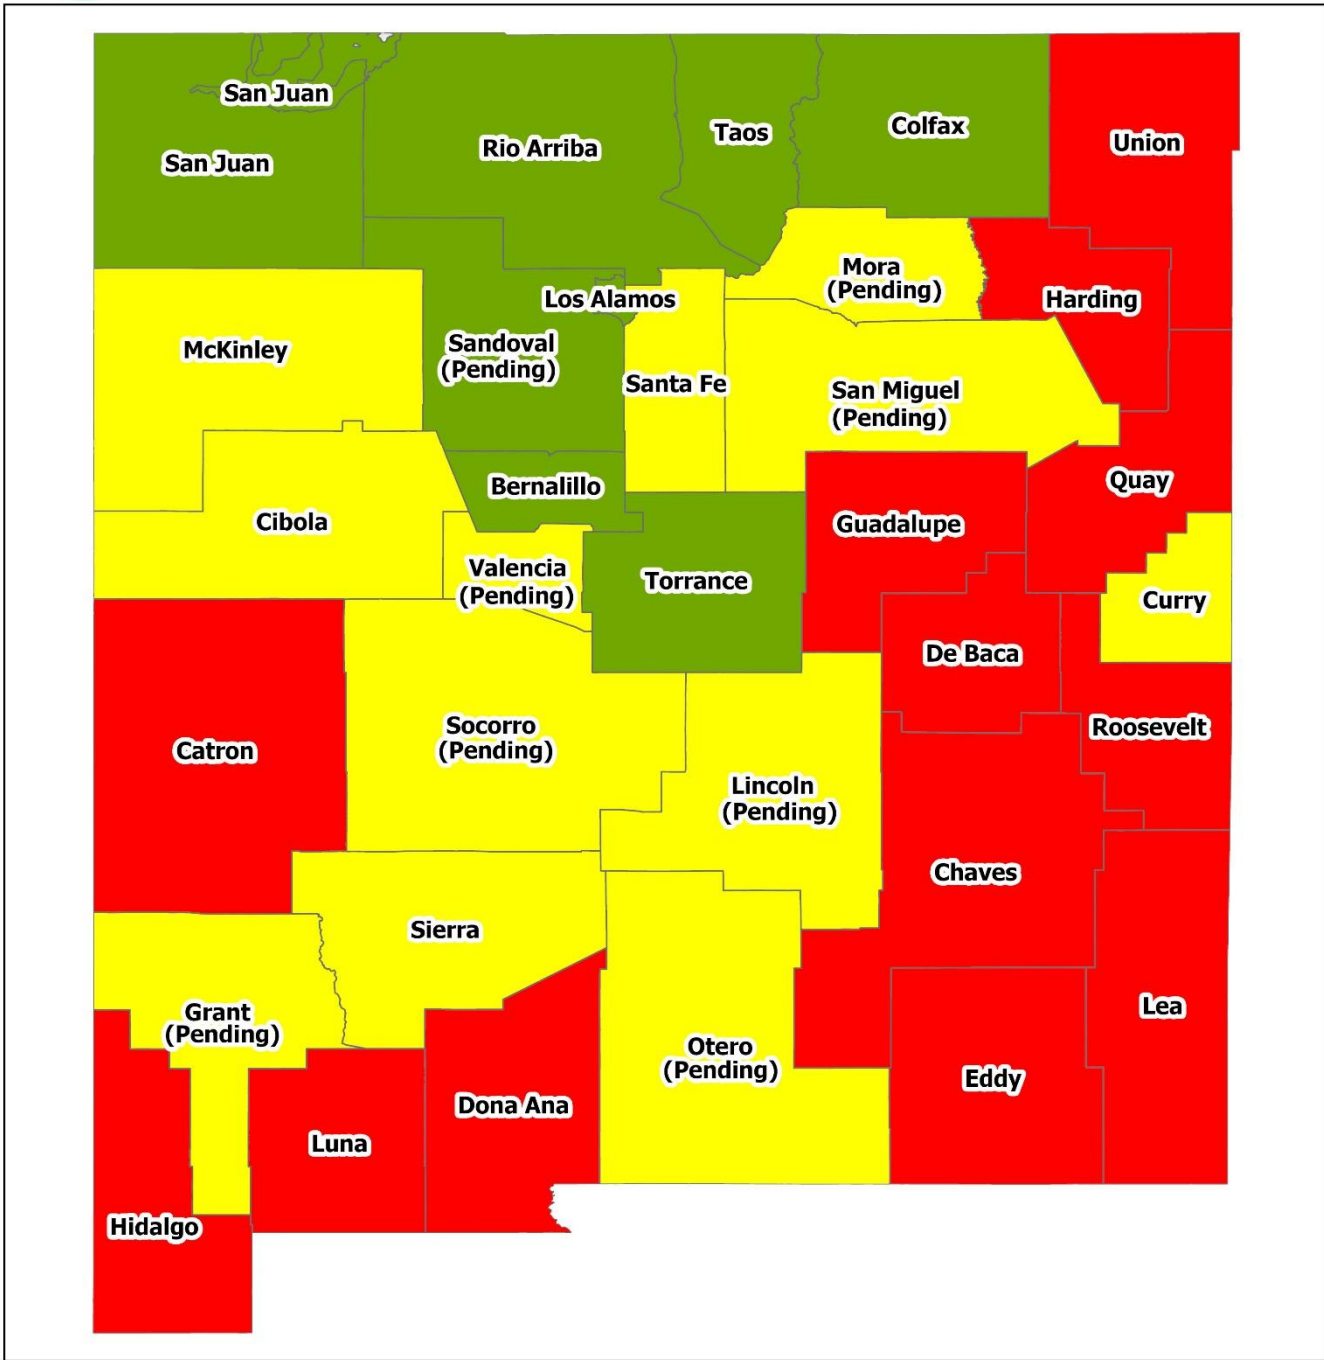 San Juan
San Juan
Rio Arriba
Taos
Colfax
Union
Mora
(Pending)
Harding
Los Alamos
McKinley
Sandoval
(Pending)
Santa Fe
San Miguel
(Pending)
Bernalillo
Quay
Cibola
Guadalupe
Valencia
(Pending)
Torrance
Curry
De Baca
Catron
Socorro
(Pending)
Roosevelt
Lincoln
(Pending)
Chaves
Sierra
Grant
(Pending)
Lea
Otero
(Pending)
Eddy
Dona Ana
Luna
Hidalgo